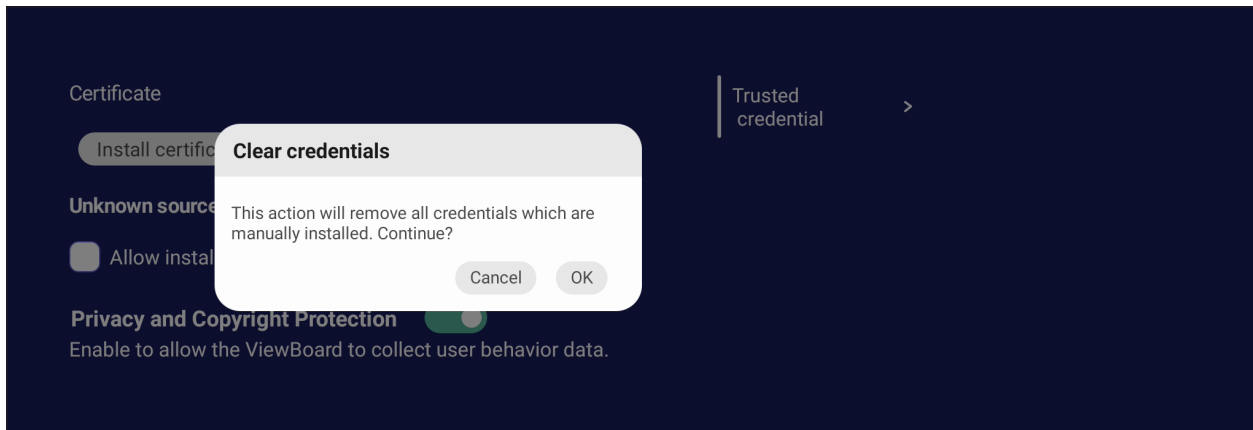 Certificate
Trusted
credential
Install certific
Clear credentials
Unknown source
This action will remove all credentials which are
manually installed. Continue?
Allow instal
Cancel
OK
Privacy and Copyright Protection
Enable to allow the ViewBoard to collect user behavior data.